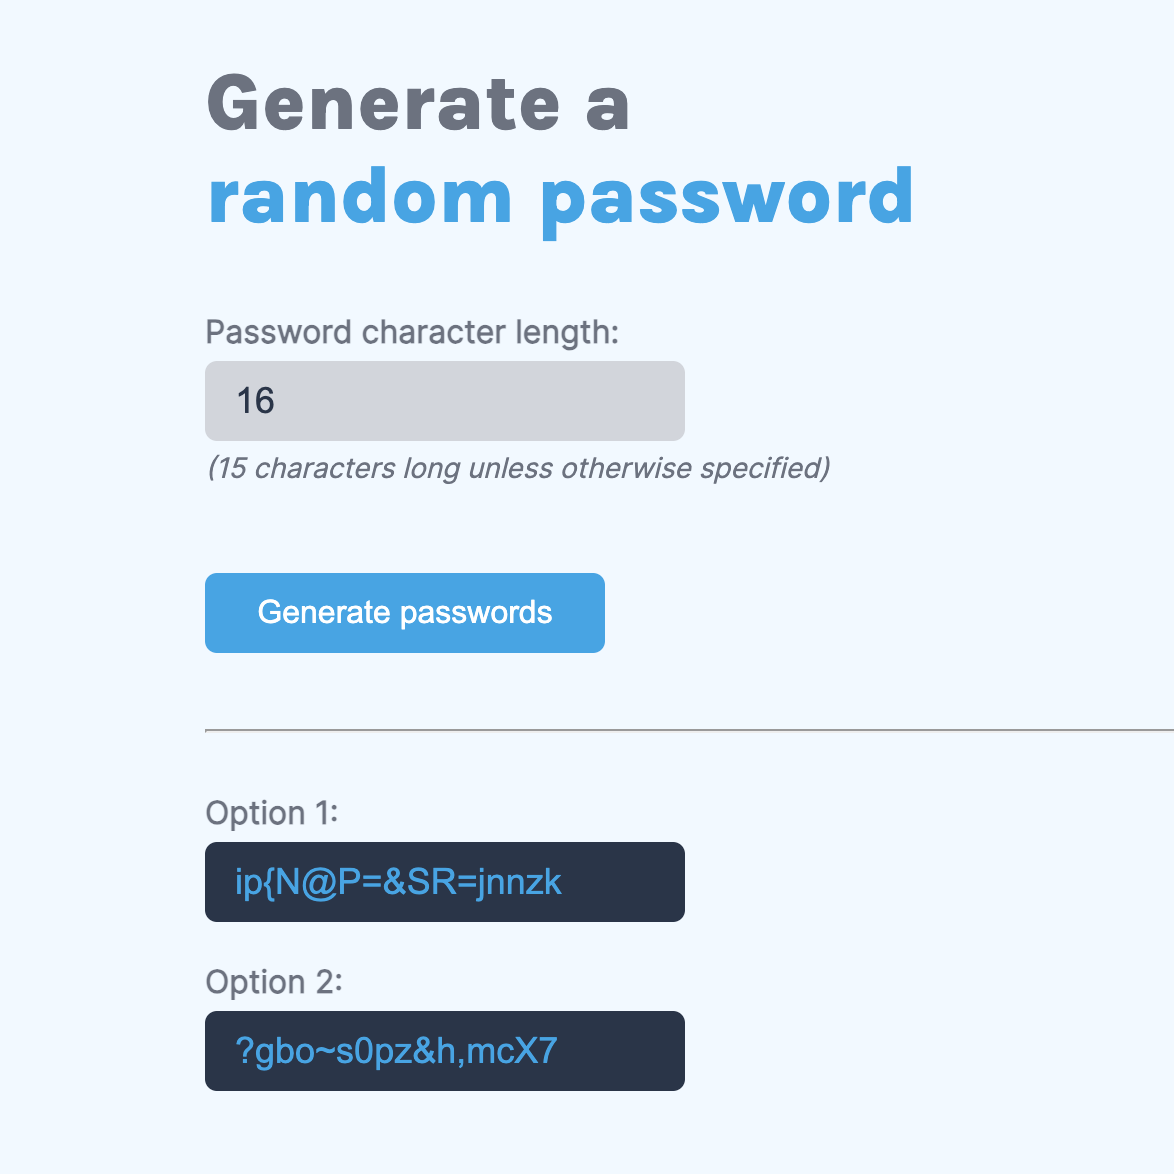 Generate a
random password
Password character length:
16
(15 characters long unless otherwise specified)
Generate passwords
Option 1:
ip{N@P=&SR=jnnzk
Option 2:
?gbo~s0pz&h,mcX7